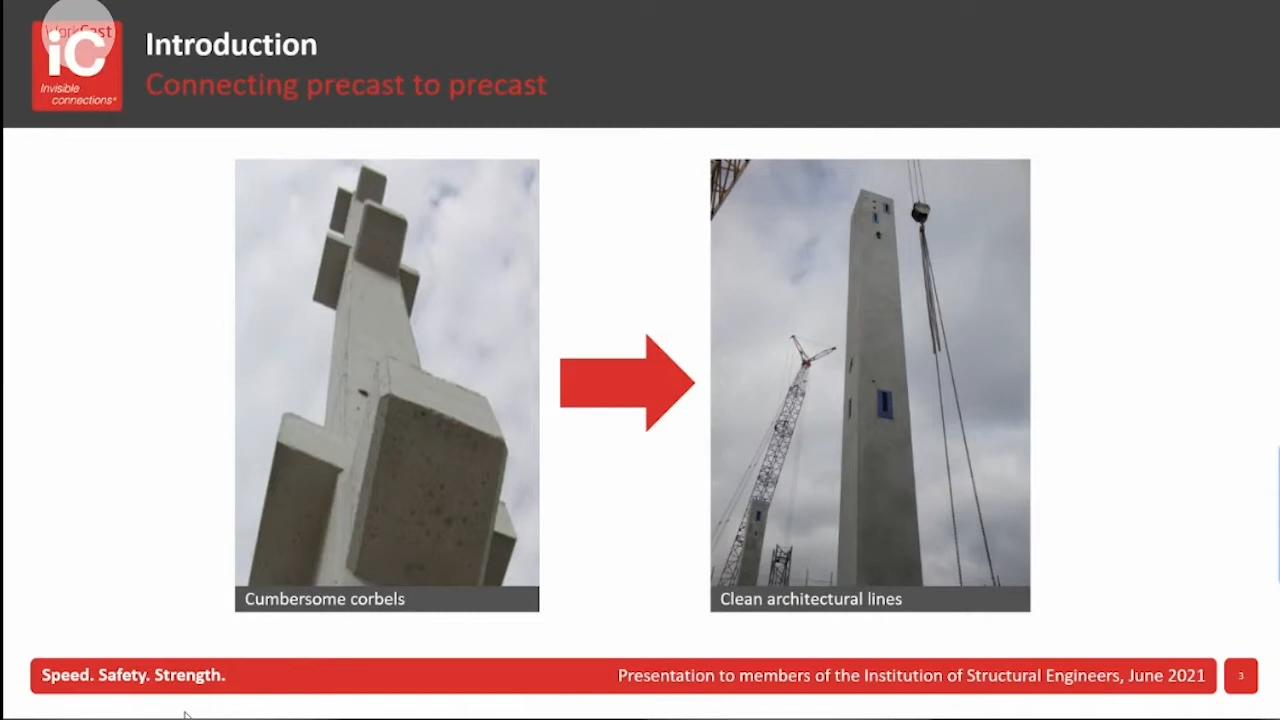 WorkCast
iC
Invisible
connections®
Introduction
Connecting precast to precast
Cumbersome corbels
Clean architectural lines
Speed. Safety. Strength.
Presentation to members of the Institution of Structural Engineers, June 2021
3